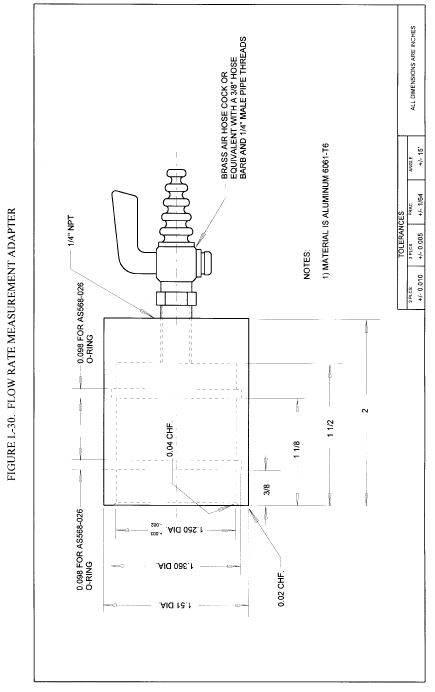 FIGURE L-30. FLOW RATE MEASUREMENT ADAPTER
0.098 FOR AS568-026
O-RING
0.098 FOR AS568-026
O-RING
1/4" NPT
BRASS AIR HOSE COCK OR
EQUIVALENT WITH A 3/8" HOSE
BARB AND 1/4" MALE PIPE THREADS
0.04 CHF.
1.250 DIA
+.003
-.002
1.360 DIA.
1.51 DIA
3/8
1 1/8
1 1/2
2
0.02 CHF.
NOTES:
1) MATERIAL IS ALUMINUM 6061-T6
TOLERANCES
2 PLCS
3 PLCS
FRAC.
ANGLE
+/- 0.010
+/- 0.005
+/- 1/64
+/- 15'
ALL DIMENSIONS ARE INCHES